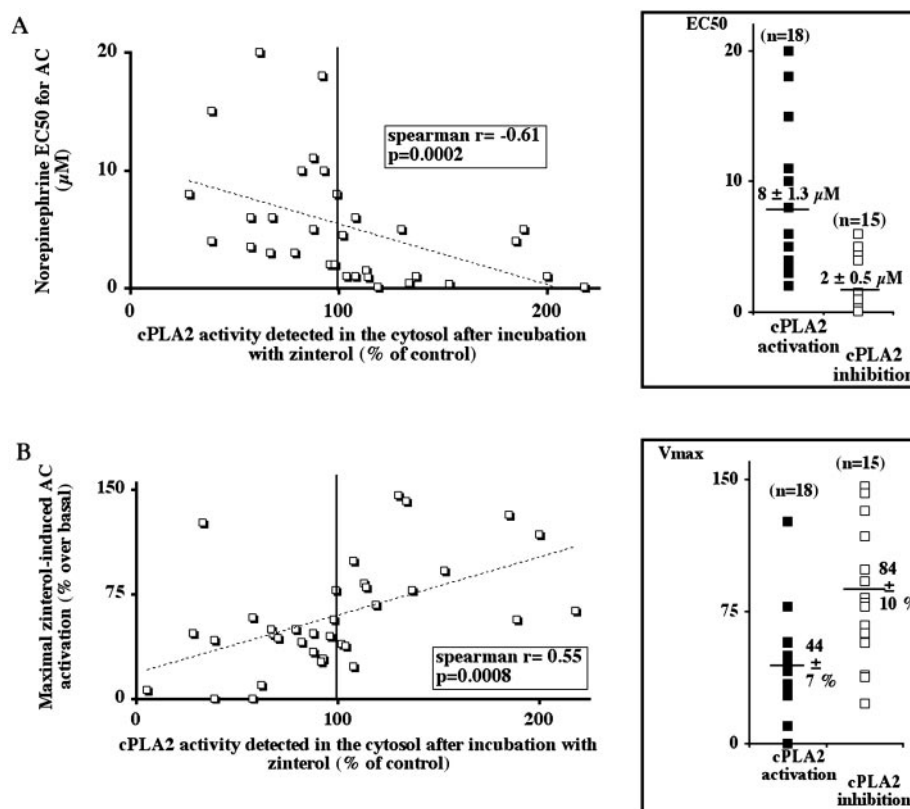 A
Norepinephrine EC50 for AC
(µM)
20
10
0
0
100
200
spearman r= -0.61
p=0.0002
cPLA2 activity detected in the cytosol after incubation
with zinterol (% of control)
EC50
(n=18)
20
10
0
8 ± 1.3 µM
(n=15)
2 ± 0.5 µM
cPLA2
activation
cPLA2
inhibition
B
Maximal zinterol-induced AC
activation (% over basal)
150
75
0
0
100
200
spearman r= 0.55
p=0.0008
cPLA2 activity detected in the cytosol after incubation with
zinterol (% of control)
Vmax
(n=15)
(n=18)
150
75
0
84
±
10 %
44
±
7 %
cPLA2
activation
cPLA2
inhibition